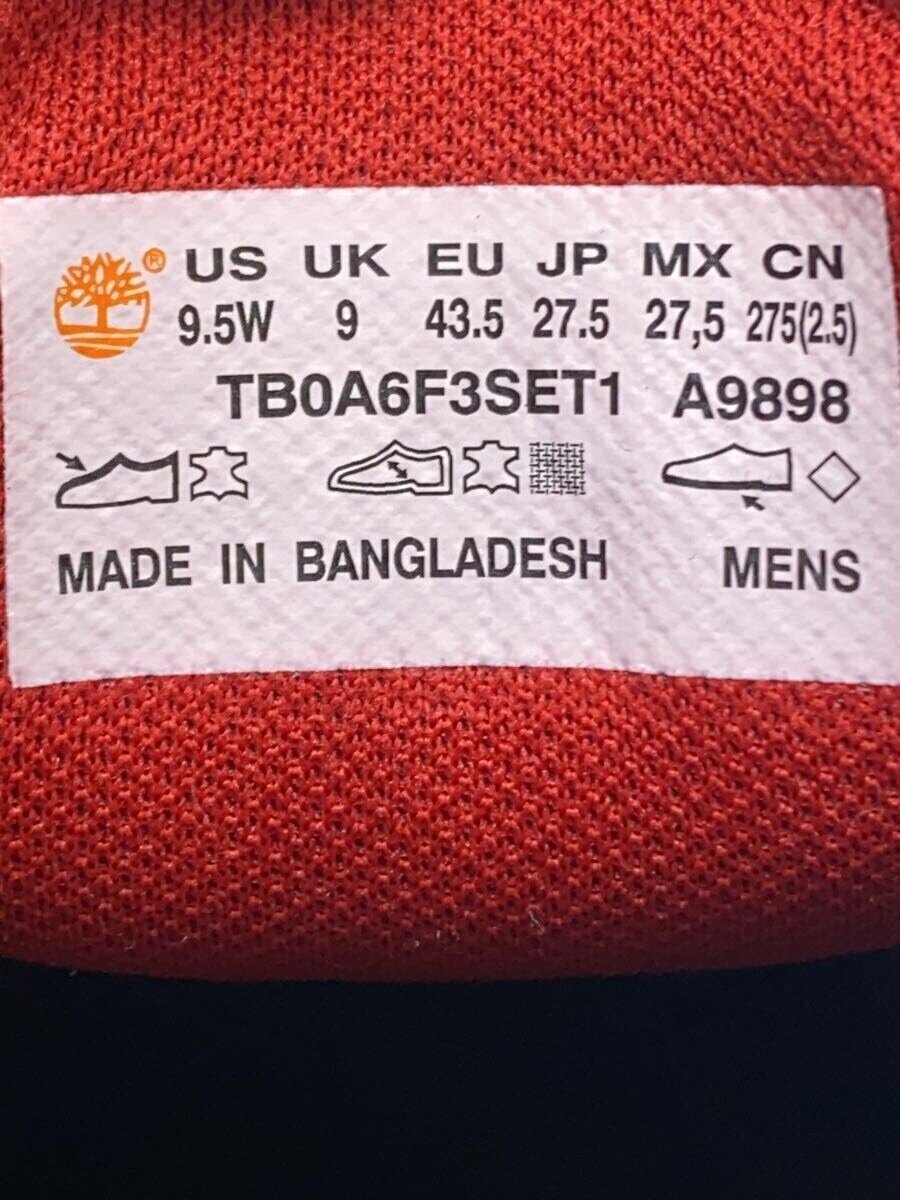 ® US UK EU JP MX CN
9.5W 9 43.5 27.5 27,5 275(2.5)
TB0A6F3SET1 A9898
MADE IN BANGLADESH MENS